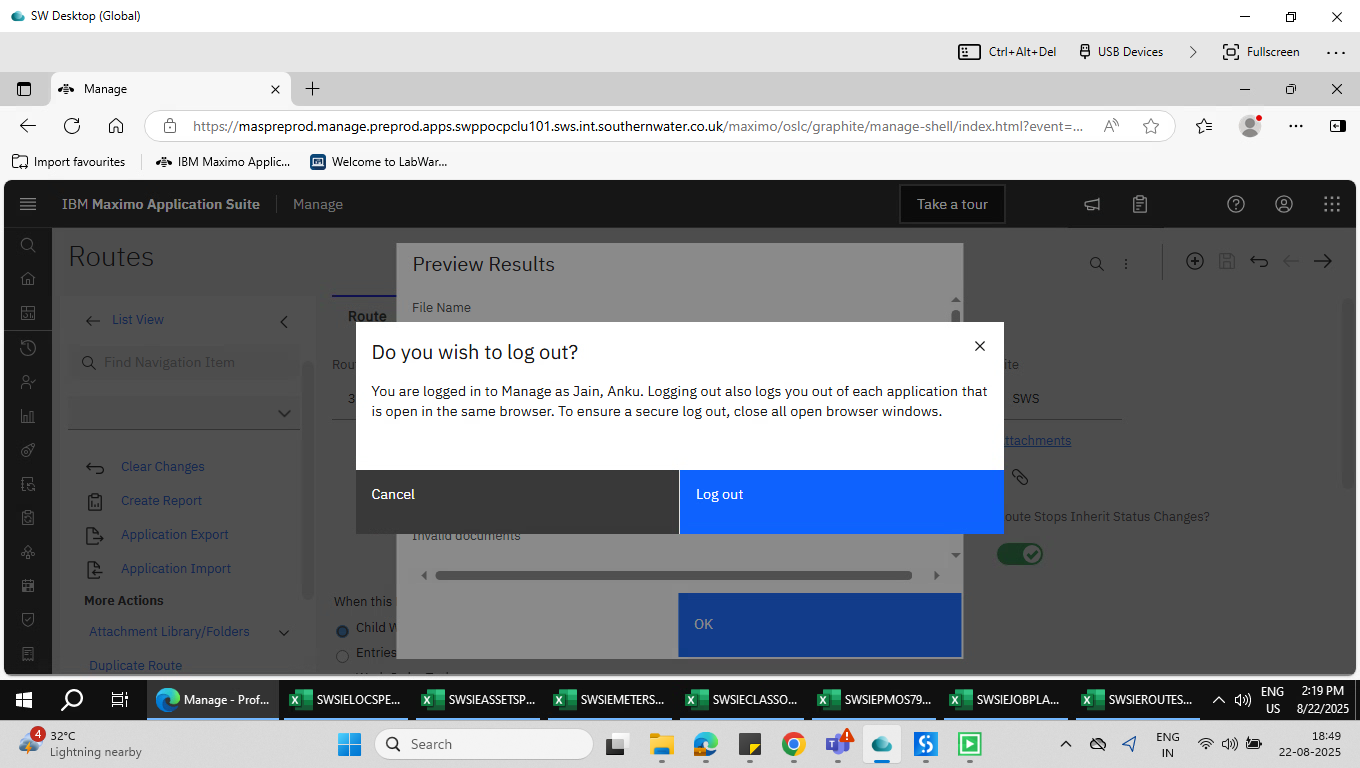 SW Desktop (Global)
Ctrl+Alt+Del
USB Devices
Fullscreen
Manage
https://maspreprod.manage.preprod.apps.swppocpclu101.sws.int.southernwater.co.uk/maximo/oslc/graphite/manage-shell/index.html?event=...
Import favourites
IBM Maximo Applic...
Welcome to LabWar...
IBM Maximo Application Suite
Manage
Take a tour
Routes
Preview Results
List View
File Name
Route
Do you wish to log out?
Find Navigation Item
You are logged in to Manage as Jain, Anku. Logging out also logs you out of each application that
is open in the same browser. To ensure a secure log out, close all open browser windows.
SWS
Clear Changes
Cancel
Log out
Create Report
oute Stops Inherit Status Changes?
Application Export
Invalid documents
Application Import
More Actions
When this
OK
Attachment Library/Folders
Child W
Entries
Duplicate Route
Manage - Prof...
SWSIELOCSPE...
SWSIEASSETSP...
SWSIEMETERS...
SWSIECLASSO...
SWSIEPMOS79...
SWSIEJOBPLA...
SWSIEROUTES...
ENG
US
2:19 PM
8/22/2025
4
32°C
Lightning nearby
Search
ENG
IN
18:49
22-08-2025